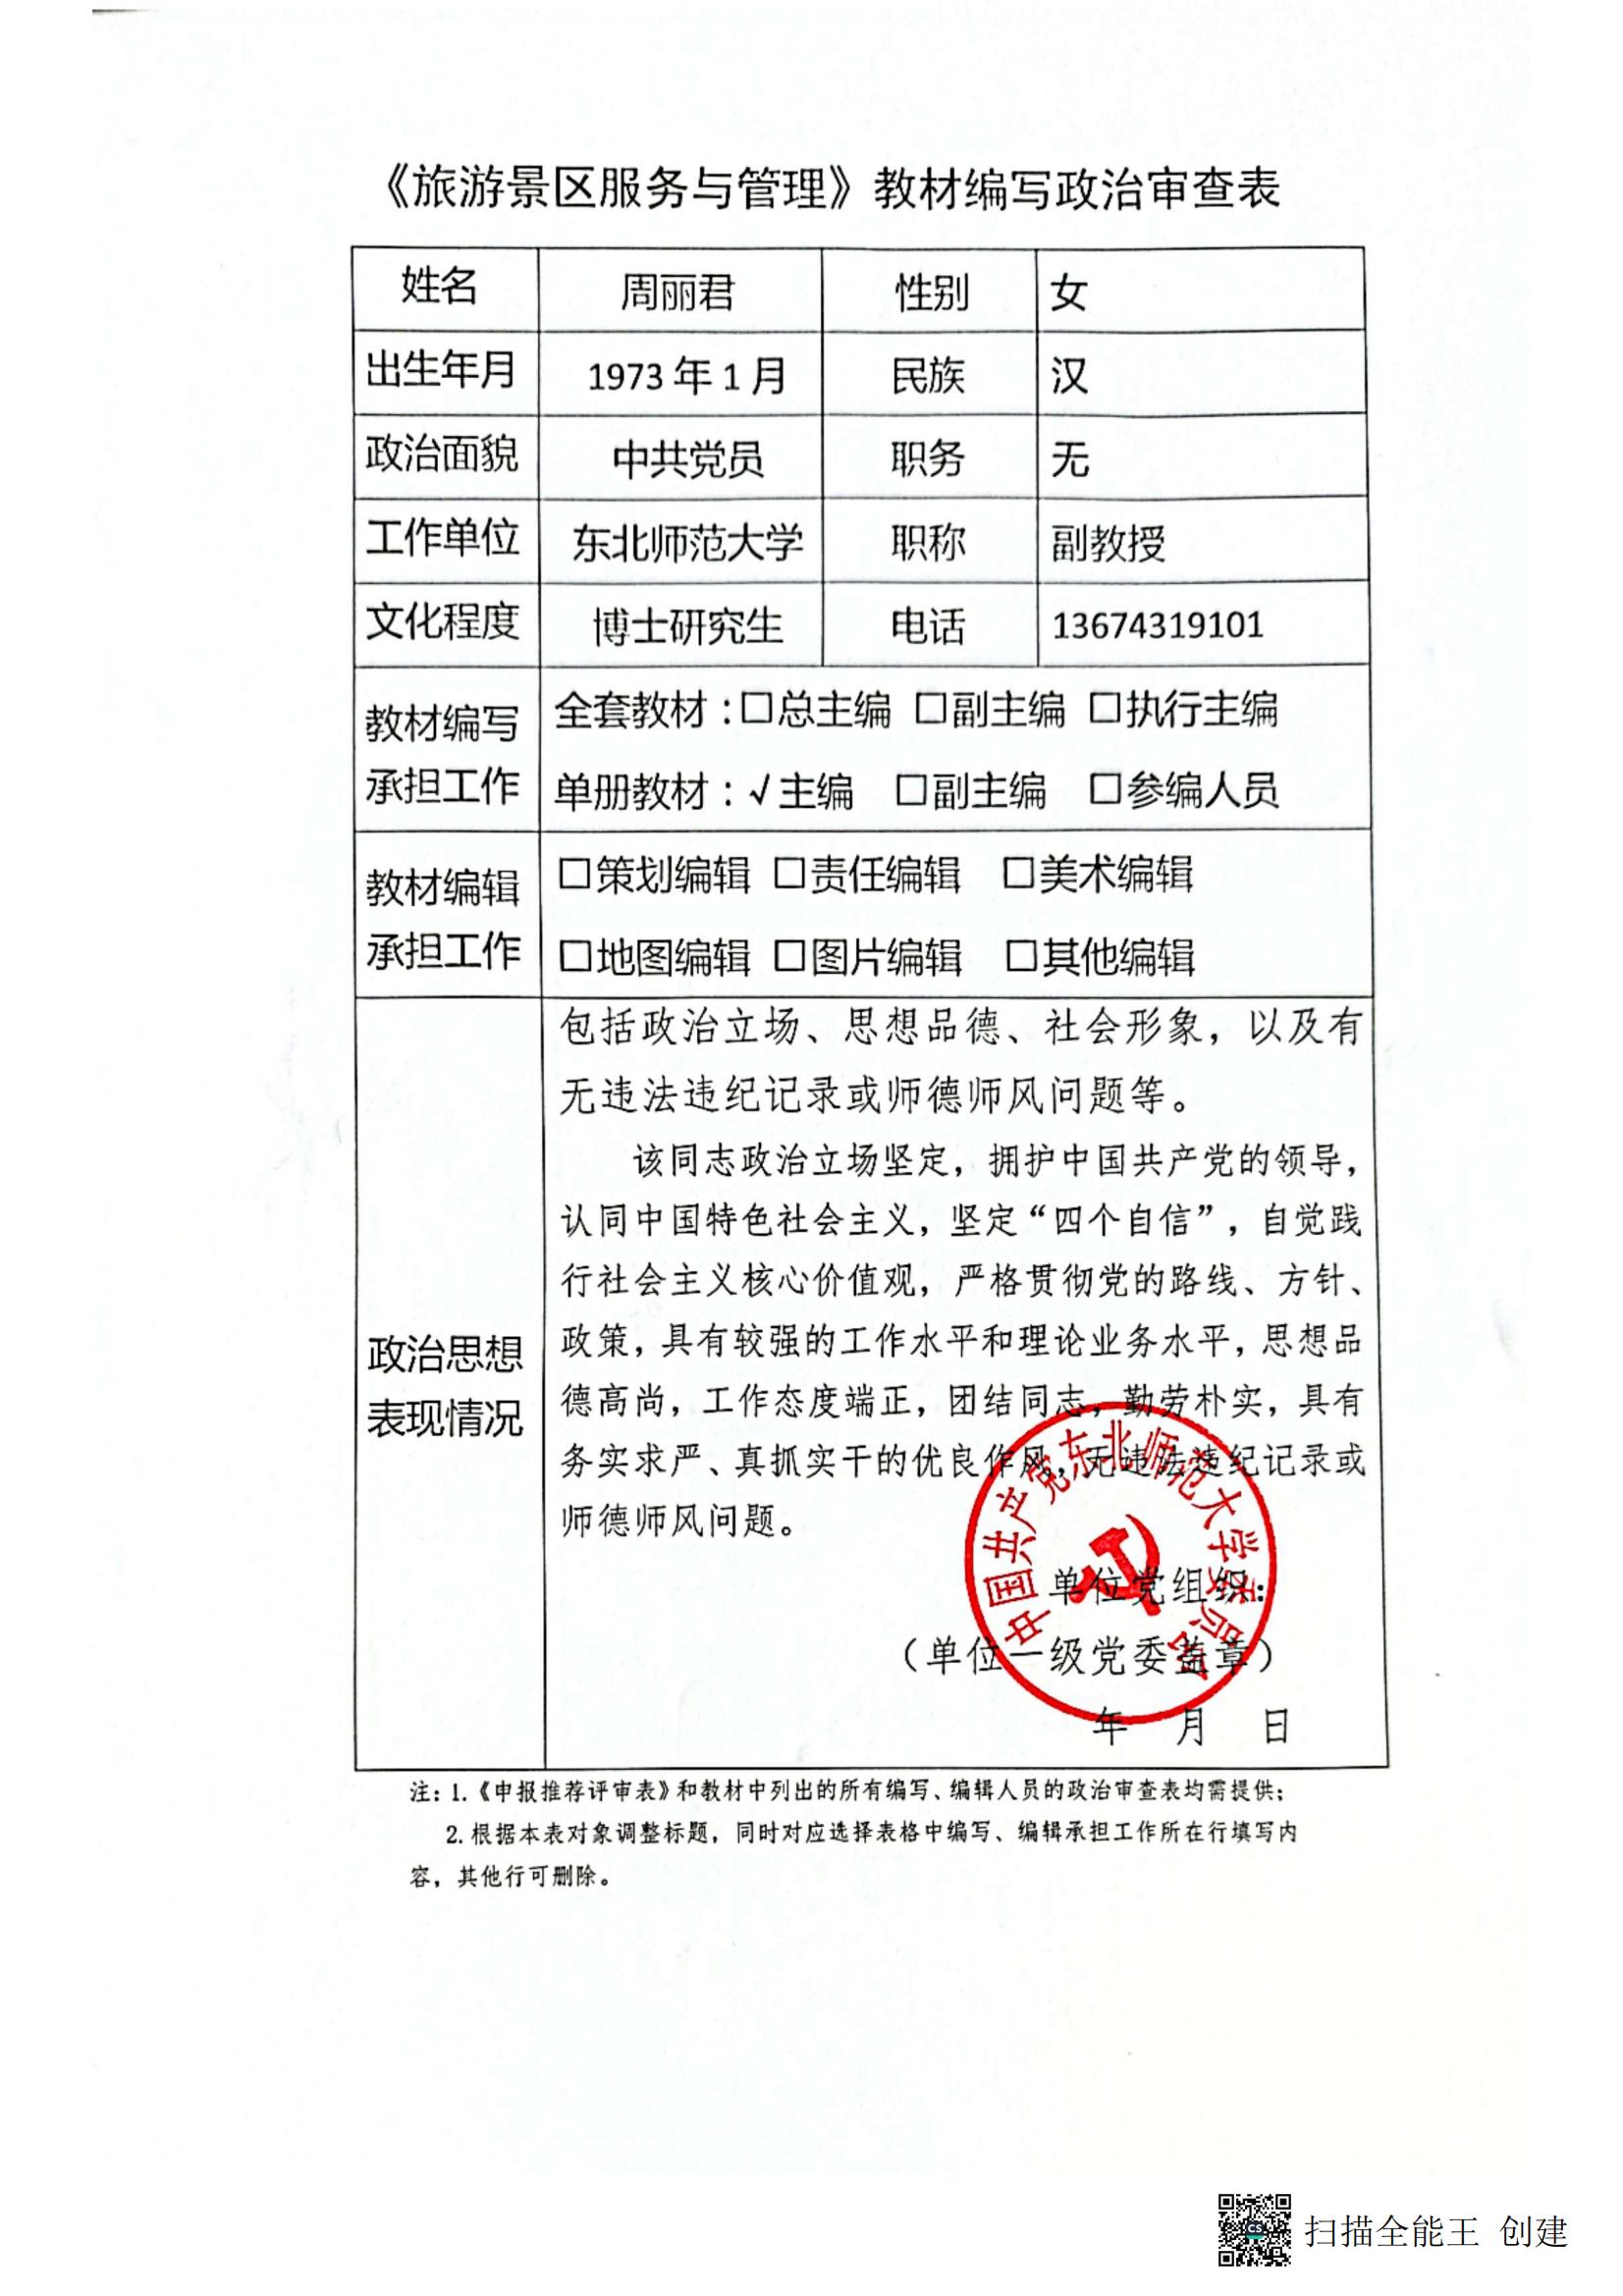 《旅游景区服务与管理》教材编写政治审查表
姓名 周丽君 性别 女
出生年月 1973年1月 民族 汉
政治面貌 中共党员 职务 无
工作单位 东北师范大学 职称 副教授
文化程度 博士研究生 电话 13674319101
教材编写承担工作
全套教材：□总主编 □副主编 □执行主编
单册教材：√主编 □副主编 □参编人员
教材编辑承担工作
□策划编辑 □责任编辑 □美术编辑
□地图编辑 □图片编辑 □其他编辑
政治思想表现情况
包括政治立场、思想品德、社会形象，以及有
无违法违纪记录或师德师风问题等。
该同志政治立场坚定，拥护中国共产党的领导，
认同中国特色社会主义，坚定“四个自信”，自觉践
行社会主义核心价值观，严格贯彻党的路线、方针、
政策，具有较强的工作水平和理论业务水平，思想品
德高尚，工作态度端正，团结同志，勤劳朴实，具有
务实求严、真抓实干的优良作风，无违法违纪记录或
师德师风问题。
中国共产党东北师范大学委员会
单位党组织：
（单位一级党委盖章）
年 月 日
注：1.《申报推荐评审表》和教材中列出的所有编写、编辑人员的政治审查表均需提供；
2.根据本表对象调整标题，同时对应选择表格中编写、编辑承担工作所在行填写内
容，其他行可删除。
CS
扫描全能王 创建